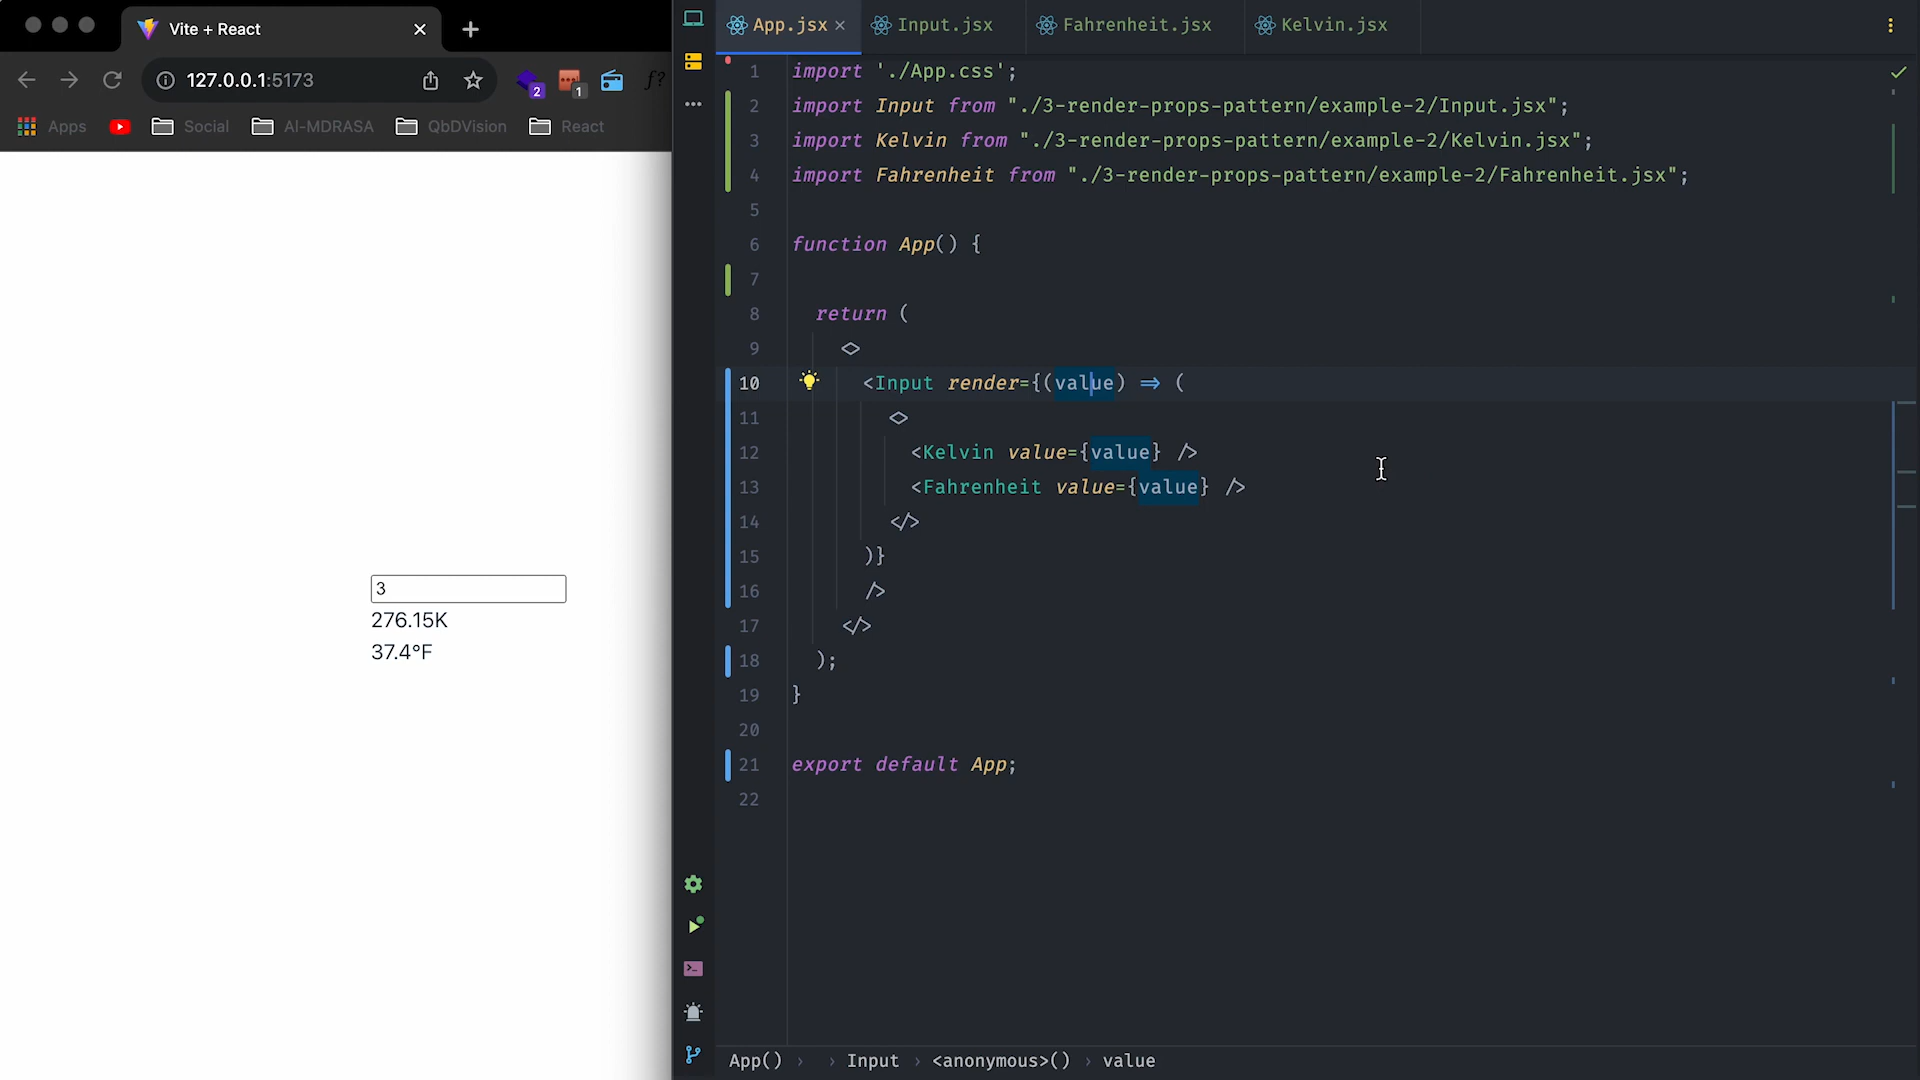 Vite + React
127.0.0.1:5173
2
1
f?
Apps
Social
Al-MDRASA
QbDVision
React
3
276.15K
37.4°F
App.jsx
Input.jsx
Fahrenheit.jsx
Kelvin.jsx
1 import './App.css';
2 import Input from "./3-render-props-pattern/example-2/Input.jsx";
3 import Kelvin from "./3-render-props-pattern/example-2/Kelvin.jsx";
4 import Fahrenheit from "./3-render-props-pattern/example-2/Fahrenheit.jsx";
5
6 function App() {
7
8 return (
9 <>
10 <Input render={(value) => (
11 <>
12 <Kelvin value={value} />
13 <Fahrenheit value={value} />
14 </>
15 )}
16 />
17 </>
18 );
19 }
20
21 export default App;
22
App() › › Input › <anonymous>() › value